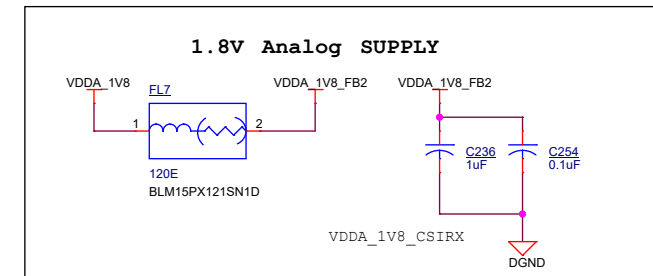 1.8V Analog SUPPLY
VDDA_1V8
FL7
VDDA_1V8_FB2
VDDA_1V8_FB2
1
2
C236
1uF
C254
0.1uF
120E
BLM15PX121SN1D
VDDA_1V8_CSIRX
DGND